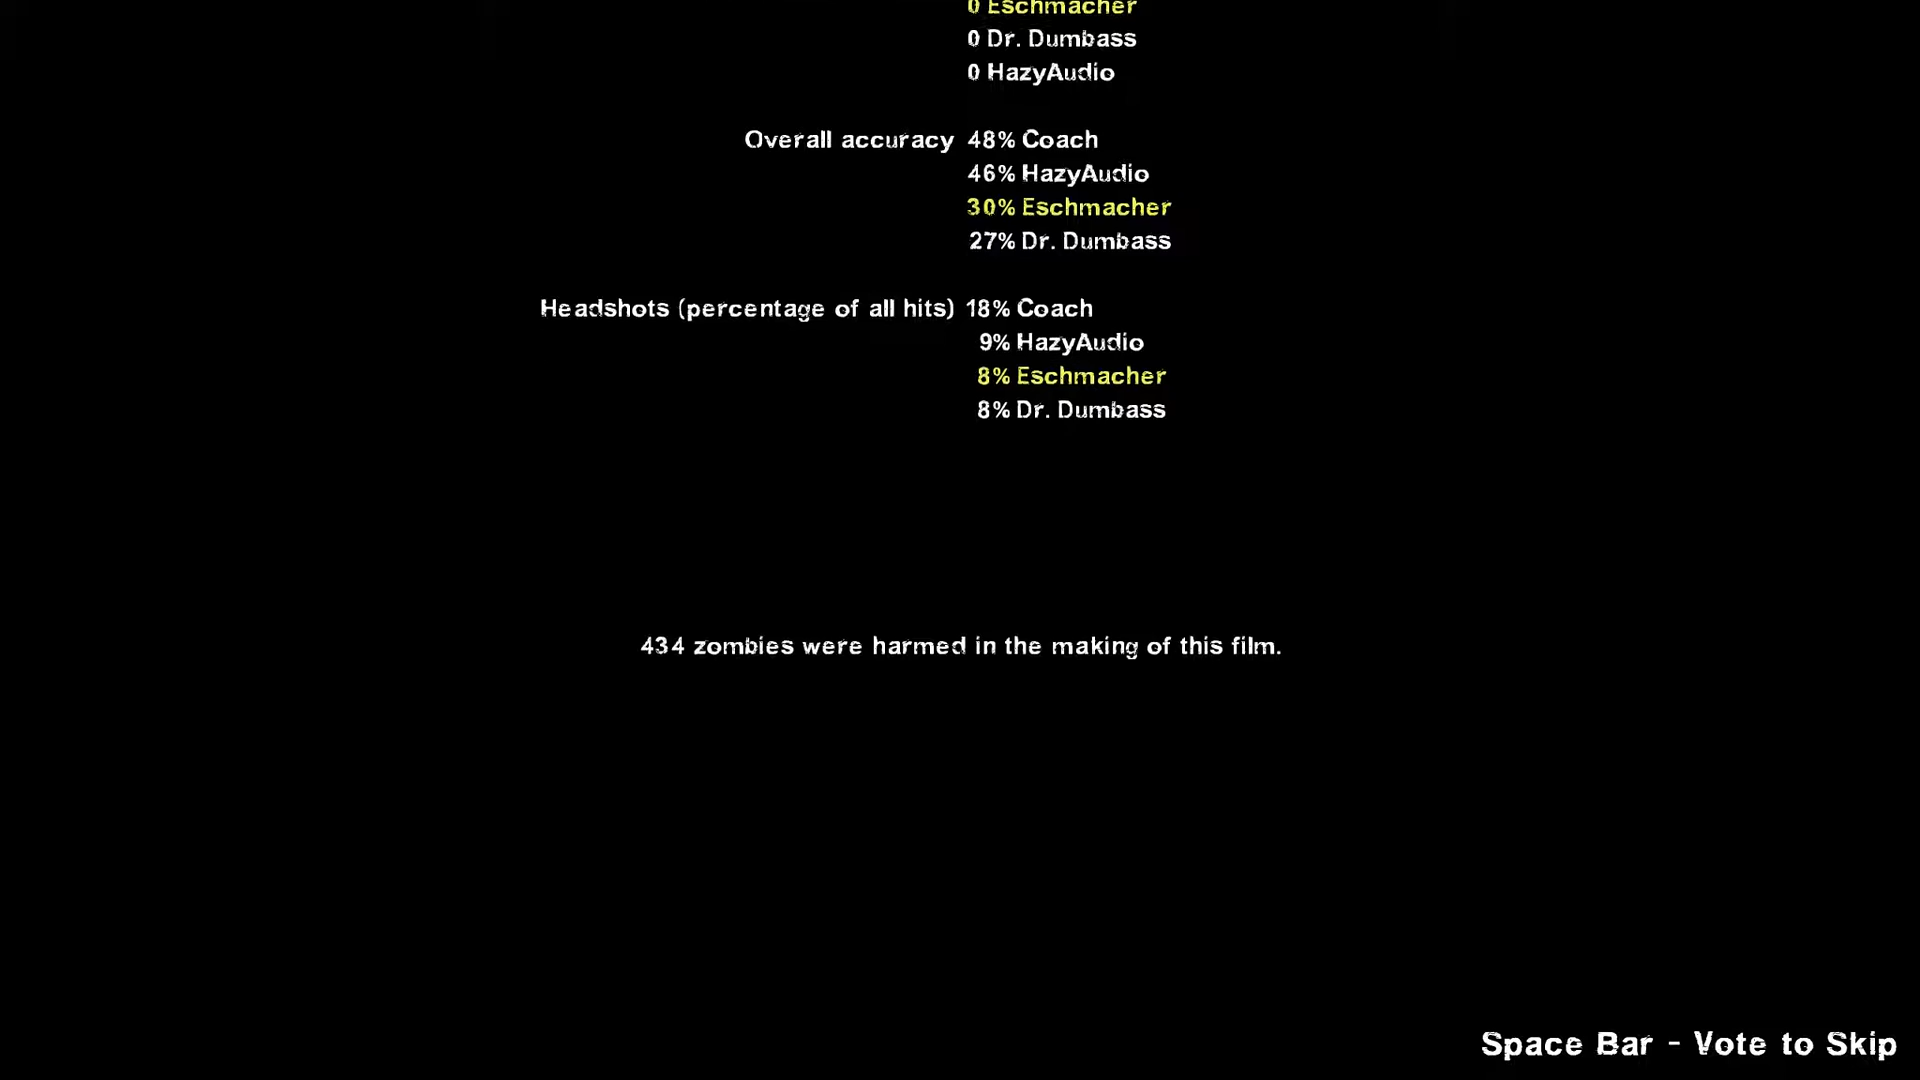 0 Eschmacher
0 Dr. Dumbass
0 HazyAudio
Overall accuracy 48% Coach
46% HazyAudio
30% Eschmacher
27% Dr. Dumbass
Headshots (percentage of all hits) 18% Coach
9% HazyAudio
8% Eschmacher
8% Dr. Dumbass
434 zombies were harmed in the making of this film.
Space Bar - Vote to Skip